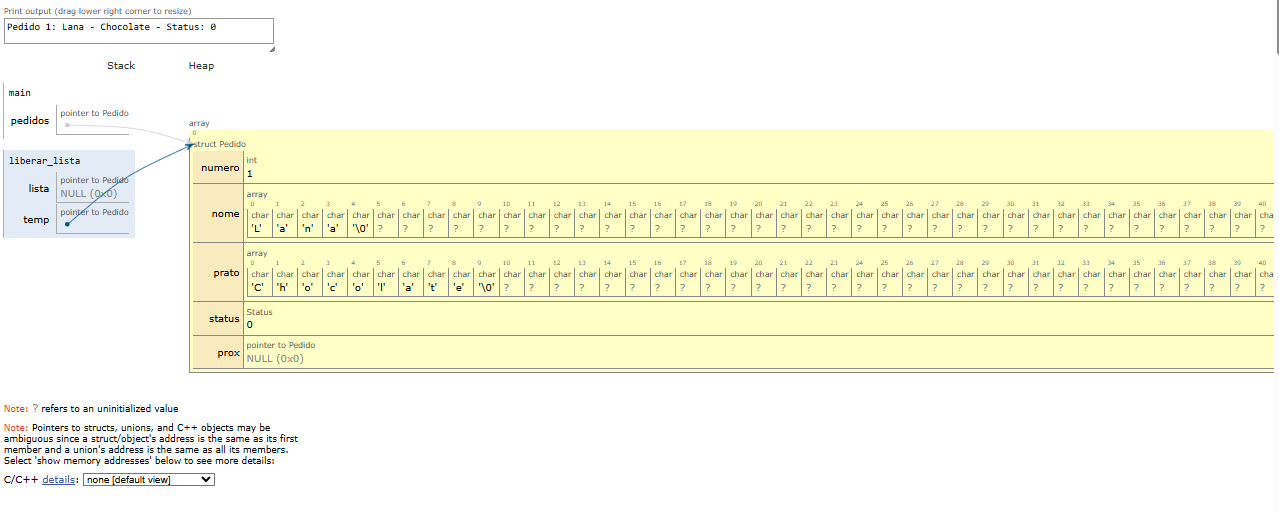 Print output (drag lower right corner to resize)
Pedido 1: Lana - Chocolate - Status: 0
Stack Heap
main
pedidos pointer to Pedido
liberar_lista
lista pointer to Pedido
NULL (0x0)
temp pointer to Pedido
array
0
struct Pedido
numero int
1
nome array
0 1 2 3 4 5 6 7 8 9 10 11 12 13 14 15 16 17 18 19 20 21 22 23 24 25 26 27 28 29 30 31 32 33 34 35 36 37 38 39 40
char char char char char char char char char char char char char char char char char char char char char char char char char char char char char char char char char char char char char char char char cha
'L' 'a' 'n' 'a' '\0' ? ? ? ? ? ? ? ? ? ? ? ? ? ? ? ? ? ? ? ? ? ? ? ? ? ? ? ? ? ? ? ? ? ? ? ?
prato array
0 1 2 3 4 5 6 7 8 9 10 11 12 13 14 15 16 17 18 19 20 21 22 23 24 25 26 27 28 29 30 31 32 33 34 35 36 37 38 39 40
char char char char char char char char char char char char char char char char char char char char char char char char char char char char char char char char char char char char char char char char cha
'C' 'h' 'o' 'c' 'o' 'l' 'a' 't' 'e' '\0' ? ? ? ? ? ? ? ? ? ? ? ? ? ? ? ? ? ? ? ? ? ? ? ? ? ? ? ? ? ? ?
status Status
0
prox pointer to Pedido
NULL (0x0)
Note: ? refers to an uninitialized value
Note: Pointers to structs, unions, and C++ objects may be
ambiguous since a struct/object's address is the same as its first
member and a union's address is the same as all its members.
Select 'show memory addresses' below to see more details:
C/C++ details: none [default view]